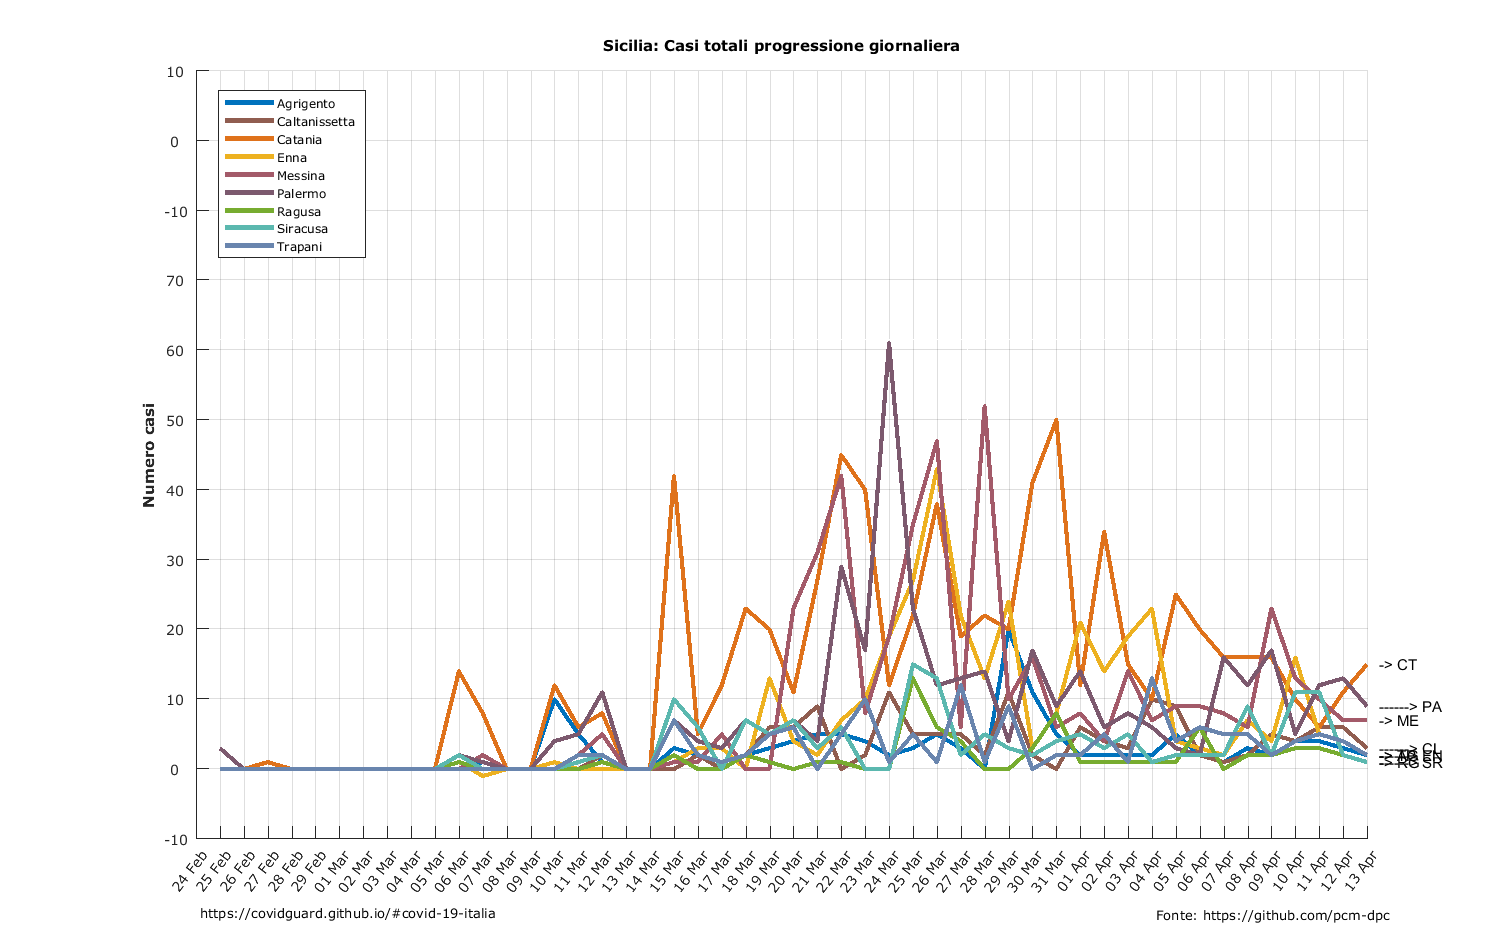 Sicilia: Casi totali progressione giornaliera
10
0
-10
70
60
50
40
30
20
10
0
-10
Numero casi
Agrigento
Caltanissetta
Catania
Enna
Messina
Palermo
Ragusa
Siracusa
Trapani
-> CT
------> PA
-> ME
-----> CL
EN
-> RG
SR
24 Feb
25 Feb
26 Feb
27 Feb
28 Feb
29 Feb
01 Mar
02 Mar
03 Mar
04 Mar
05 Mar
06 Mar
07 Mar
08 Mar
09 Mar
10 Mar
11 Mar
12 Mar
13 Mar
14 Mar
15 Mar
16 Mar
17 Mar
18 Mar
19 Mar
20 Mar
21 Mar
22 Mar
23 Mar
24 Mar
25 Mar
26 Mar
27 Mar
28 Mar
29 Mar
30 Mar
31 Mar
01 Apr
02 Apr
03 Apr
04 Apr
05 Apr
06 Apr
07 Apr
08 Apr
09 Apr
10 Apr
11 Apr
12 Apr
13 Apr
https://covidguard.github.io/#covid-19-italia
Fonte: https://github.com/pcm-dpc